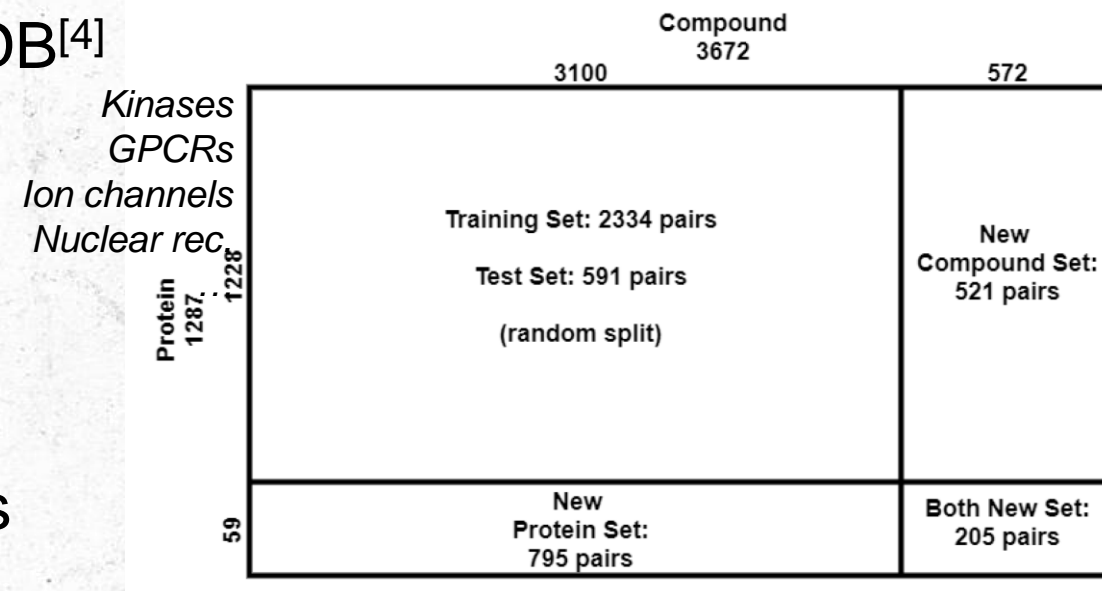 DB[4]
Compound
3672
3100
572
Kinases
GPCRs
Ion channels
Nuclear rec.
Protein
1287
...
1228
Training Set: 2334 pairs
Test Set: 591 pairs
(random split)
New
Compound Set:
521 pairs
59
New
Protein Set:
795 pairs
Both New Set:
205 pairs
s